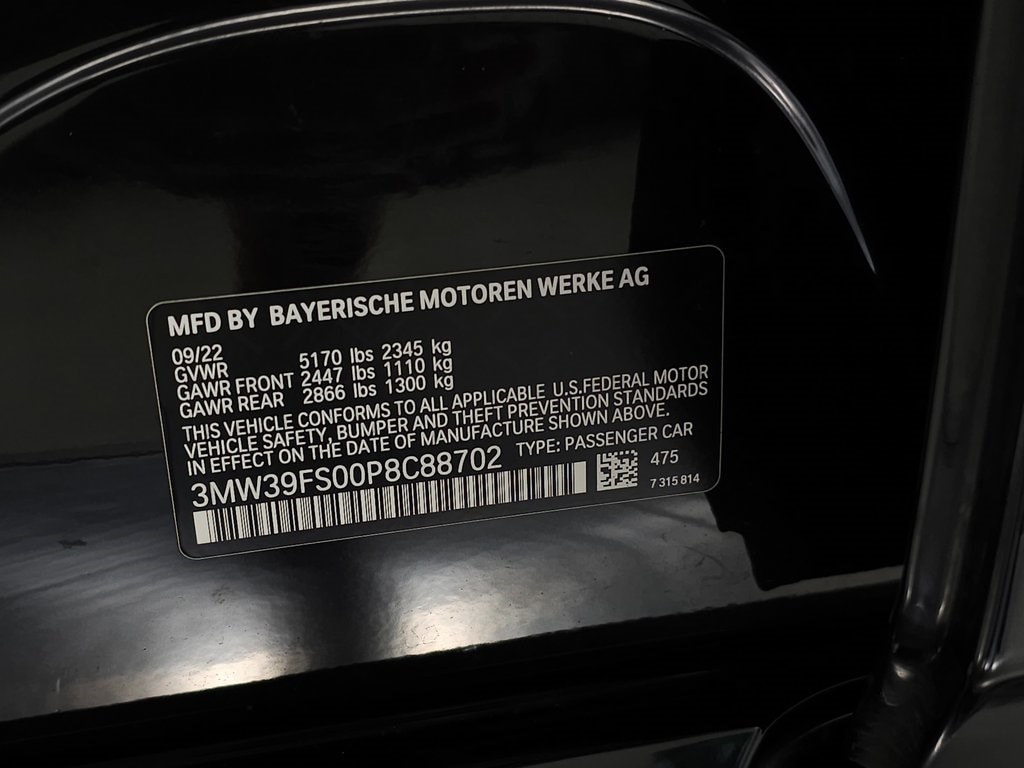 MFD BY BAYERISCHE MOTOREN WERKE AG
09/22
GVWR 5170 lbs 2345 kg
GAWR FRONT 2447 lbs 1110 kg
GAWR REAR 2866 lbs 1300 kg
THIS VEHICLE CONFORMS TO ALL APPLICABLE U.S.FEDERAL MOTOR
VEHICLE SAFETY, BUMPER AND THEFT PREVENTION STANDARDS
IN EFFECT ON THE DATE OF MANUFACTURE SHOWN ABOVE.
3MW39FS00P8C88702 TYPE: PASSENGER CAR
475
7 315 814